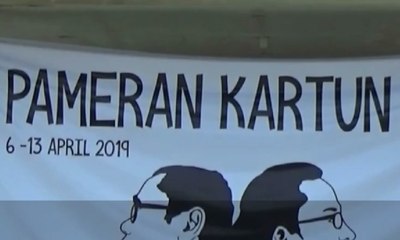 PAMERAN KARTUN
6-13 APRIL 2019